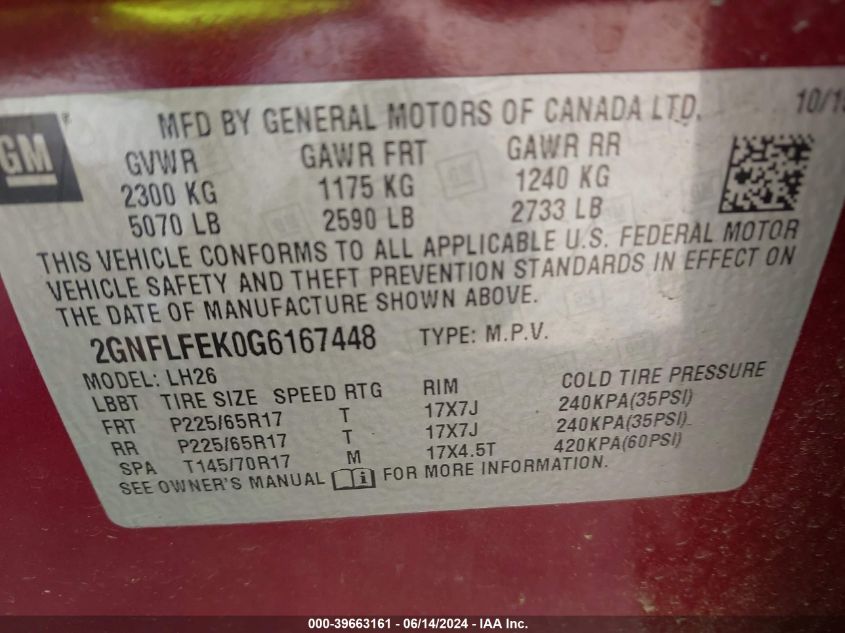 GM
MFD BY GENERAL MOTORS OF CANADA LTD.
GVWR GAWR FRT GAWR RR
2300 KG 1175 KG 1240 KG
5070 LB 2590 LB 2733 LB
THIS VEHICLE CONFORMS TO ALL APPLICABLE U.S. FEDERAL MOTOR
VEHICLE SAFETY AND THEFT PREVENTION STANDARDS IN EFFECT ON
THE DATE OF MANUFACTURE SHOWN ABOVE.
2GNFLFEK0G6167448 TYPE: M.P.V.
MODEL: LH26
LBBT TIRE SIZE SPEED RTG RIM COLD TIRE PRESSURE
FRT P225/65R17 T 17X7J 240KPA(35PSI)
RR P225/65R17 T 17X7J 240KPA(35PSI)
SPA T145/70R17 M 17X4.5T 420KPA(60PSI)
SEE OWNER'S MANUAL FOR MORE INFORMATION.
000-39663161 - 06/14/2024 - IAA Inc.